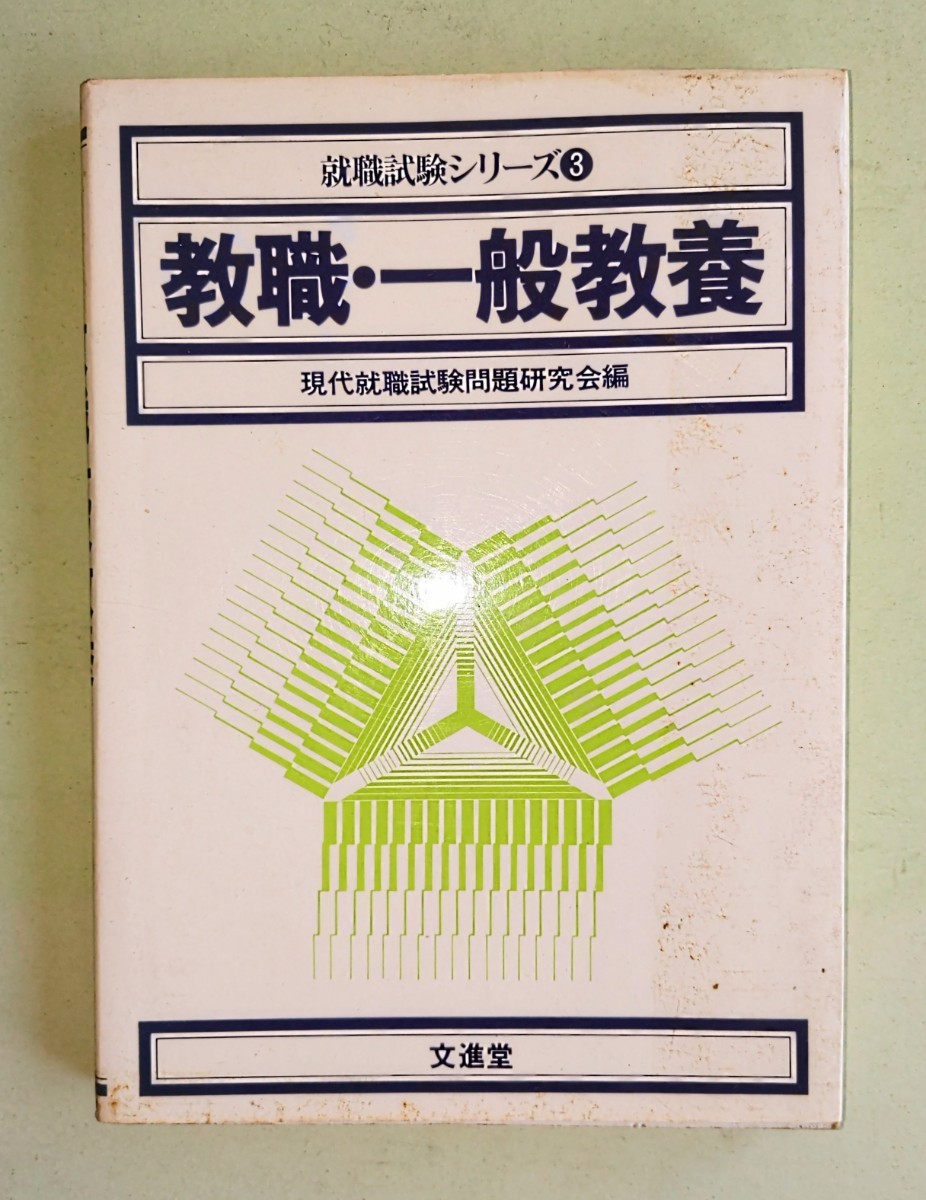 就職試験シリーズ❸
教職・一般教養
現代就職試験問題研究会編
文進堂